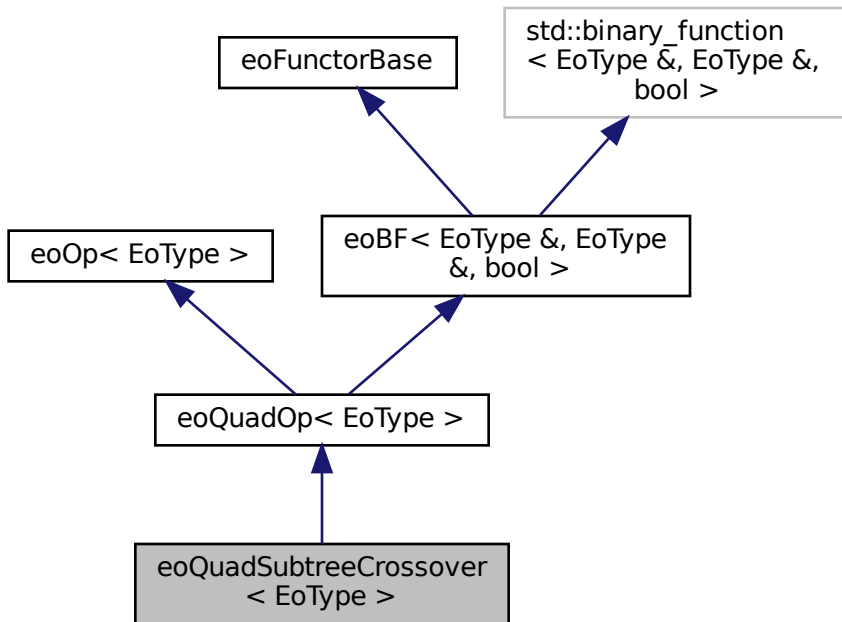 std::binary_function
< EoType &, EoType &,
bool >
eoFunctorBase
eoBF< EoType &, EoType
&, bool >
eoOp< EoType >
eoQuadOp< EoType >
eoQuadSubtreeCrossover
< EoType >